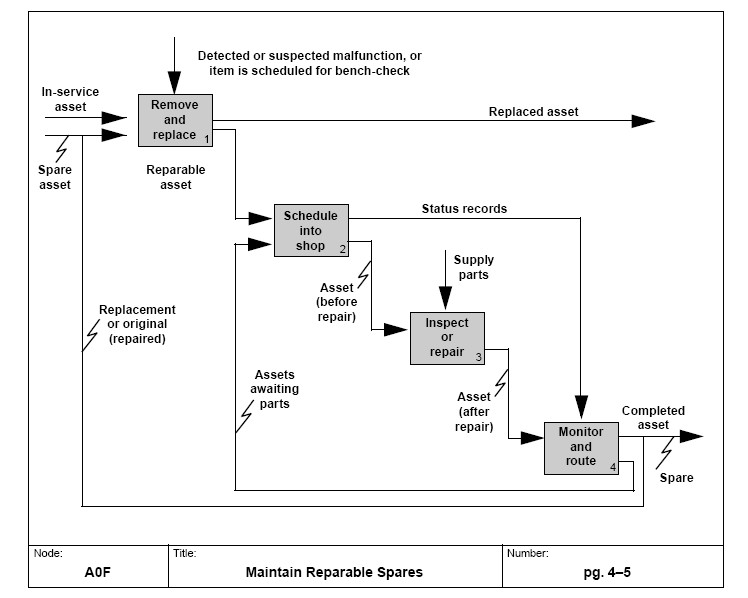 Detected or suspected malfunction, or
item is scheduled for bench-check
In-service
asset
Remove
and
replace
1
Replaced asset
Spare
asset
Reparable
asset
Schedule
into
shop
2
Status records
Supply
parts
Asset
(before
repair)
Replacement
or original
(repaired)
Inspect
or
repair
3
Assets
awaiting
parts
Asset
(after
repair)
Completed
asset
Monitor
and
route
4
Spare
Node:
A0F
Title:
Maintain Reparable Spares
Number:
pg. 4–5